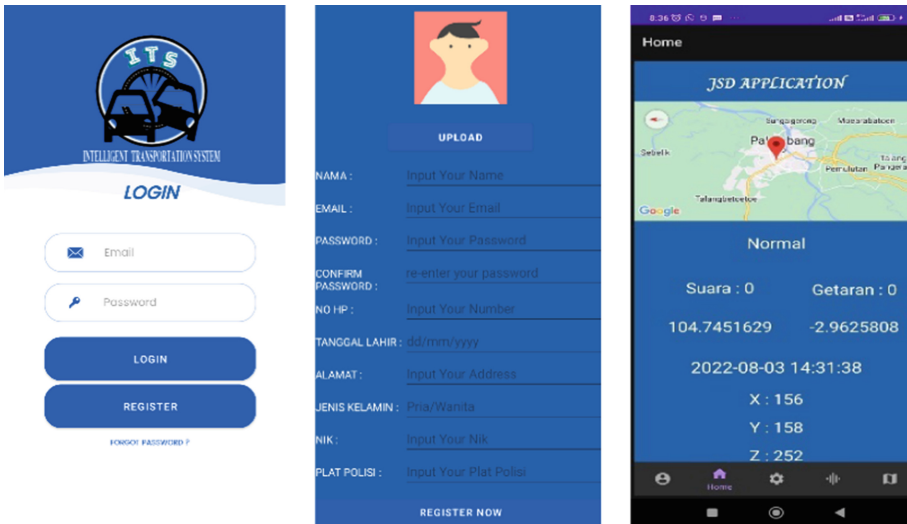 ITS
INTELLIGENT TRANSPORTATION SYSTEM
LOGIN
Email
Password
LOGIN
REGISTER
FORGOT PASSWORD ?
UPLOAD
NAMA : Input Your Name
EMAIL : Input Your Email
PASSWORD : Input Your Password
CONFIRM PASSWORD : re-enter your password
NO HP : Input Your Number
TANGGAL LAHIR : dd/mm/yyyy
ALAMAT : Input Your Address
JENIS KELAMIN : Pria/Wanita
NIK : Input Your Nik
PLAT POLISI : Input Your Plat Polisi
REGISTER NOW
8:36
Home
JSD APPLICATION
Sebelik
Pemulutan
Talangbetoetoe
Google
Normal
Suara : 0 Getaran : 0
104.7451629 -2.9625808
2022-08-03 14:31:38
X : 156
Y : 158
Z : 252
Home